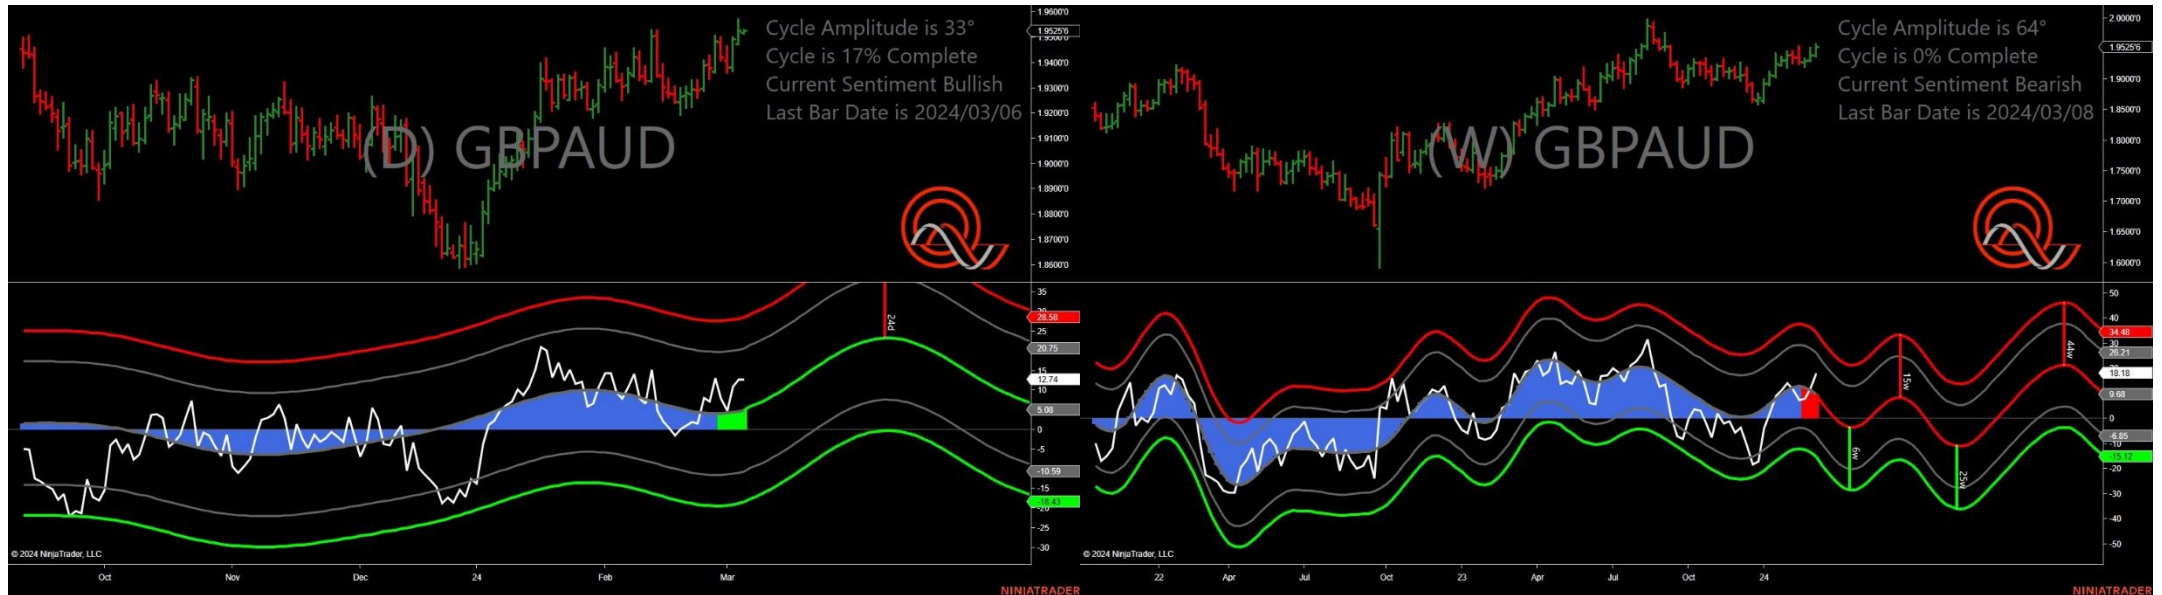 Cycle Amplitude is 33°
Cycle is 17% Complete
Current Sentiment Bullish
Last Bar Date is 2024/03/06
(D) GBPAUD
1.9600'0
1.9525'6
1.9400'0
1.9300'0
1.9200'0
1.9100'0
1.9000'0
1.8900'0
1.8800'0
1.8700'0
1.8600'0
24d
35
28.58
25
20.75
15
12.74
10
5.08
0
-5
-10.59
-15
-18.43
-25
-30
© 2024 NinjaTrader, LLC
Oct
Nov
Dec
24
Feb
Mar
NINJATRADER
Cycle Amplitude is 64°
Cycle is 0% Complete
Current Sentiment Bearish
Last Bar Date is 2024/03/08
(W) GBPAUD
2.0000'0
1.9525'6
1.9000'0
1.8500'0
1.8000'0
1.7500'0
1.7000'0
1.6500'0
1.6000'0
6w
15w
25w
44w
50
40
34.48
30
26.21
18.18
9.68
0
-6.85
-10
-15.12
-20
-30
-40
-50
© 2024 NinjaTrader, LLC
22
Apr
Jul
Oct
23
Apr
Jul
Oct
24
NINJATRADER